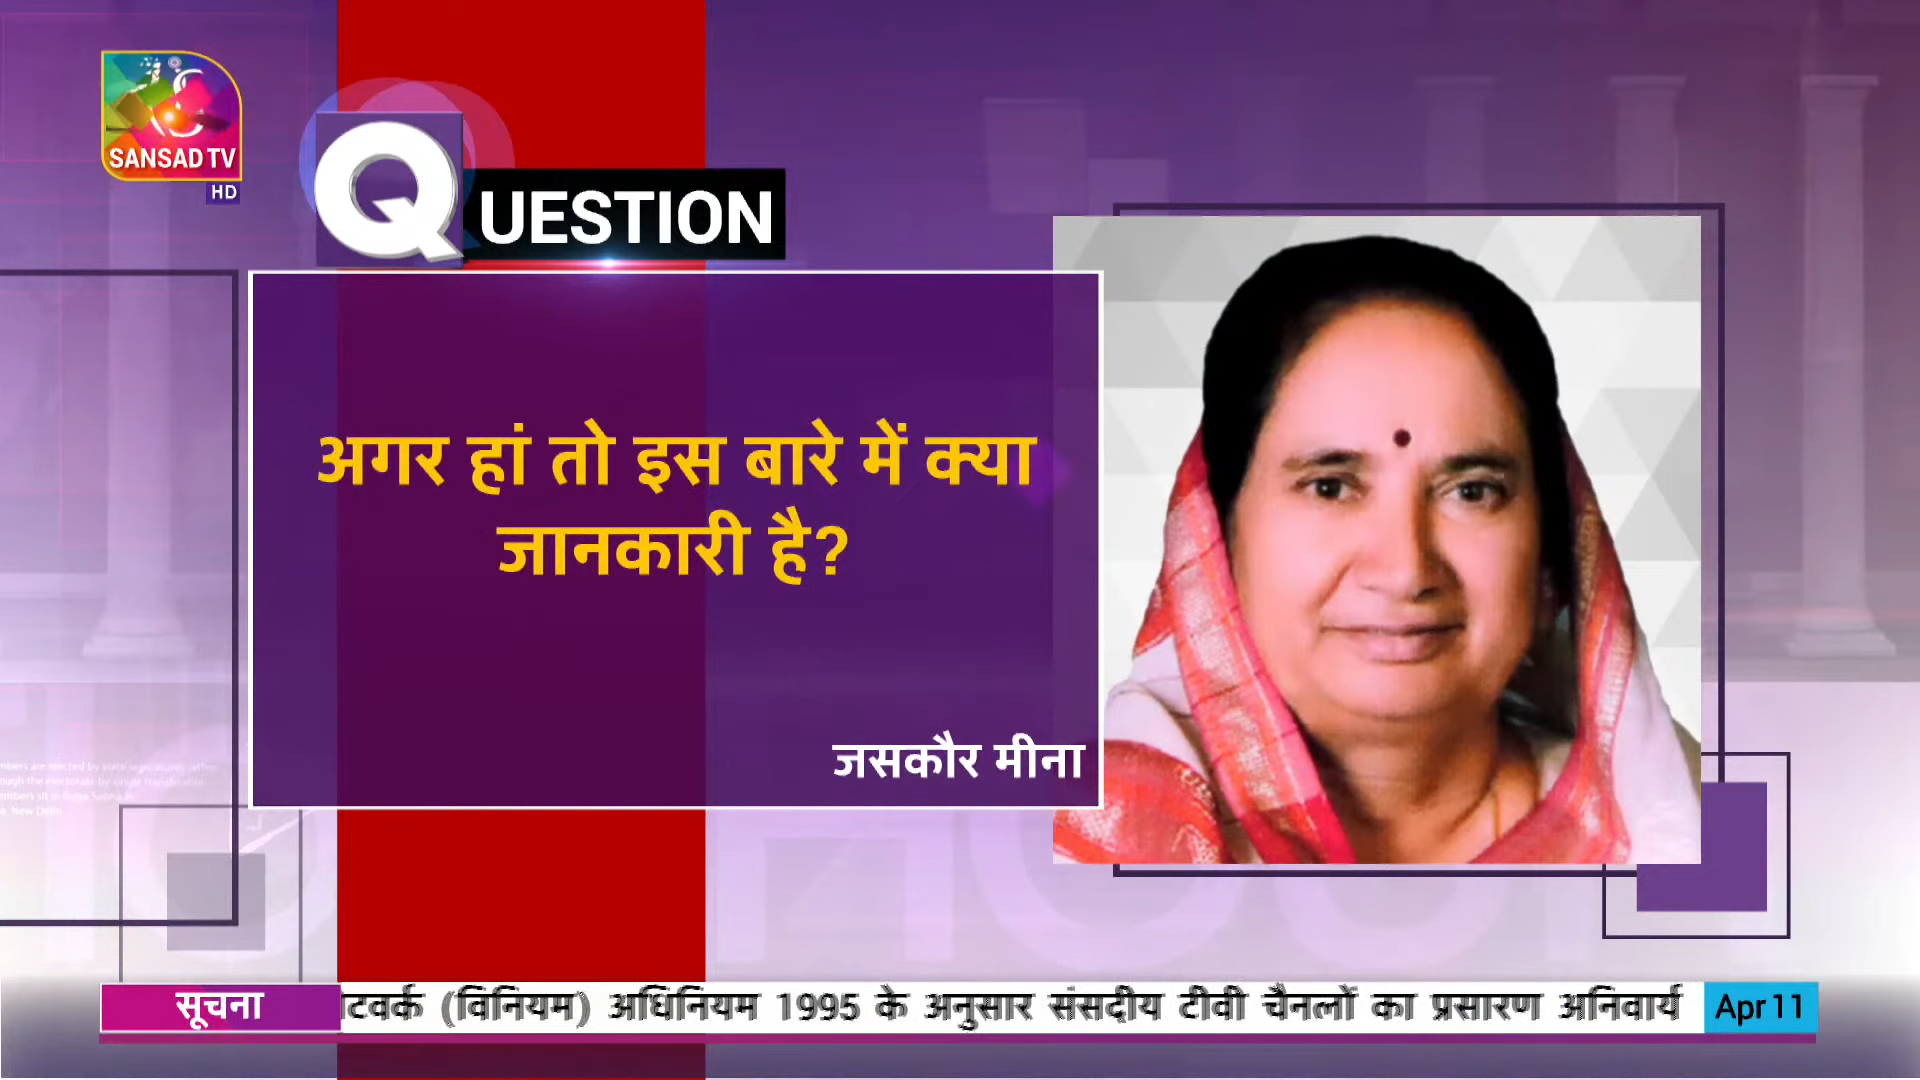 SANSAD TV
HD
QUESTION
अगर हां तो इस बारे में क्या
जानकारी है?
जसकौर मीना
सूचना
टवर्क (विनियम) अधिनियम 1995 के अनुसार संसदीय टीवी चैनलों का प्रसारण अनिवार्य
Apr 11